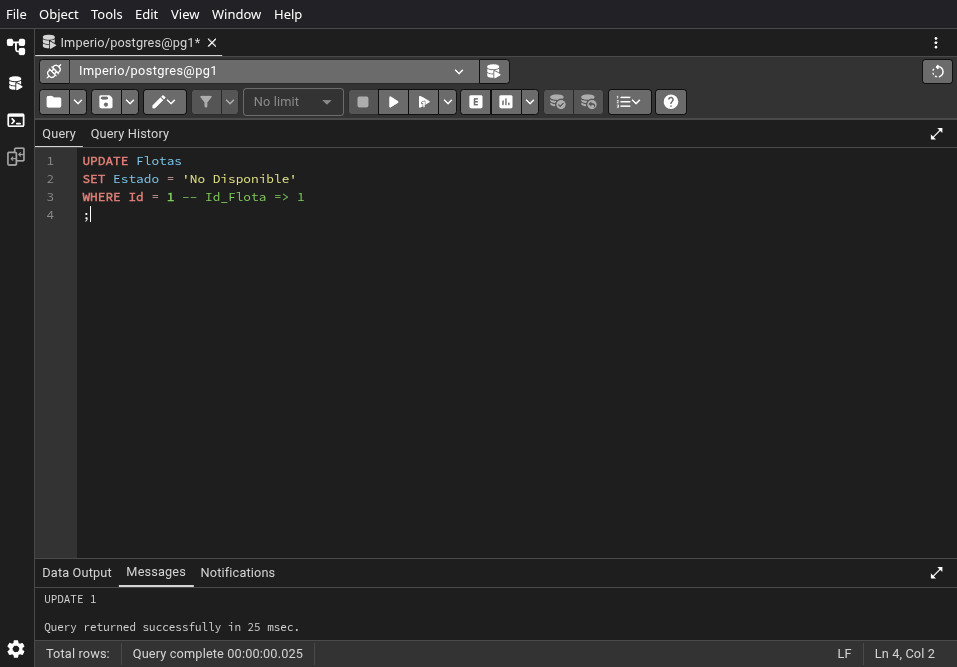 File Object Tools Edit View Window Help
Imperio/postgres@pg1*
Imperio/postgres@pg1
No limit E
Query Query History
1 UPDATE Flotas
2 SET Estado = 'No Disponible'
3 WHERE Id = 1 -- Id_Flota => 1
4 ;
Data Output Messages Notifications
UPDATE 1
Query returned successfully in 25 msec.
Total rows: Query complete 00:00:00.025 LF Ln 4, Col 2